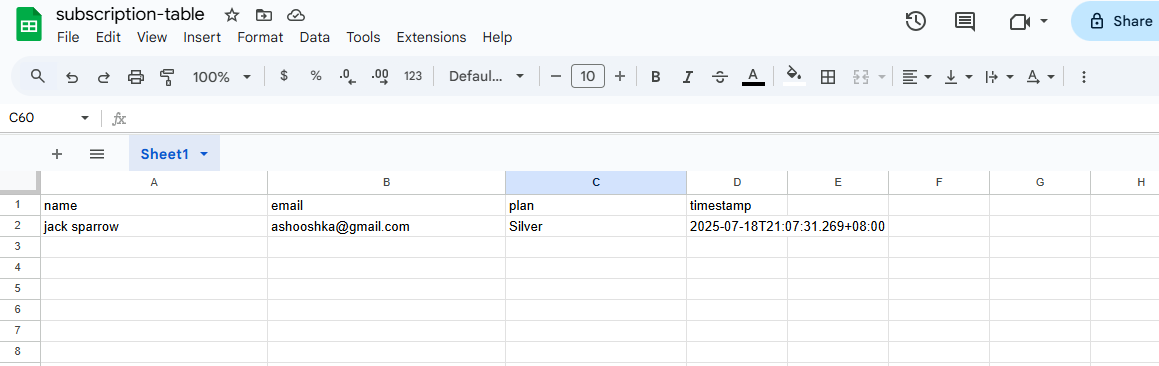 subscription-table
File Edit View Insert Format Data Tools Extensions Help
Share
100% $ % .0 .00 123 Defaul... 10 B I S A A
C60 fx
Sheet1
A B C D E F G H
1 name email plan timestamp
2 jack sparrow ashooshka@gmail.com Silver 2025-07-18T21:07:31.269+08:00
3
4
5
6
7
8